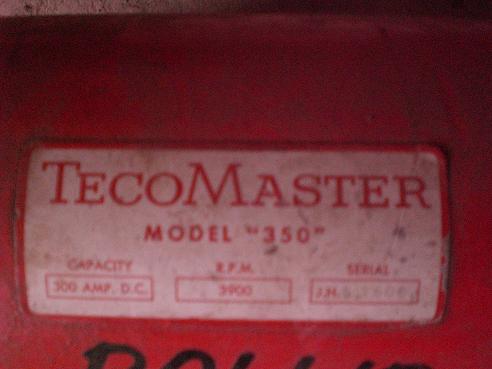 TECOMASTER
MODEL "350"
CAPACITY R.P.M. SERIAL
300 AMP. D.C. 3900 J.H.